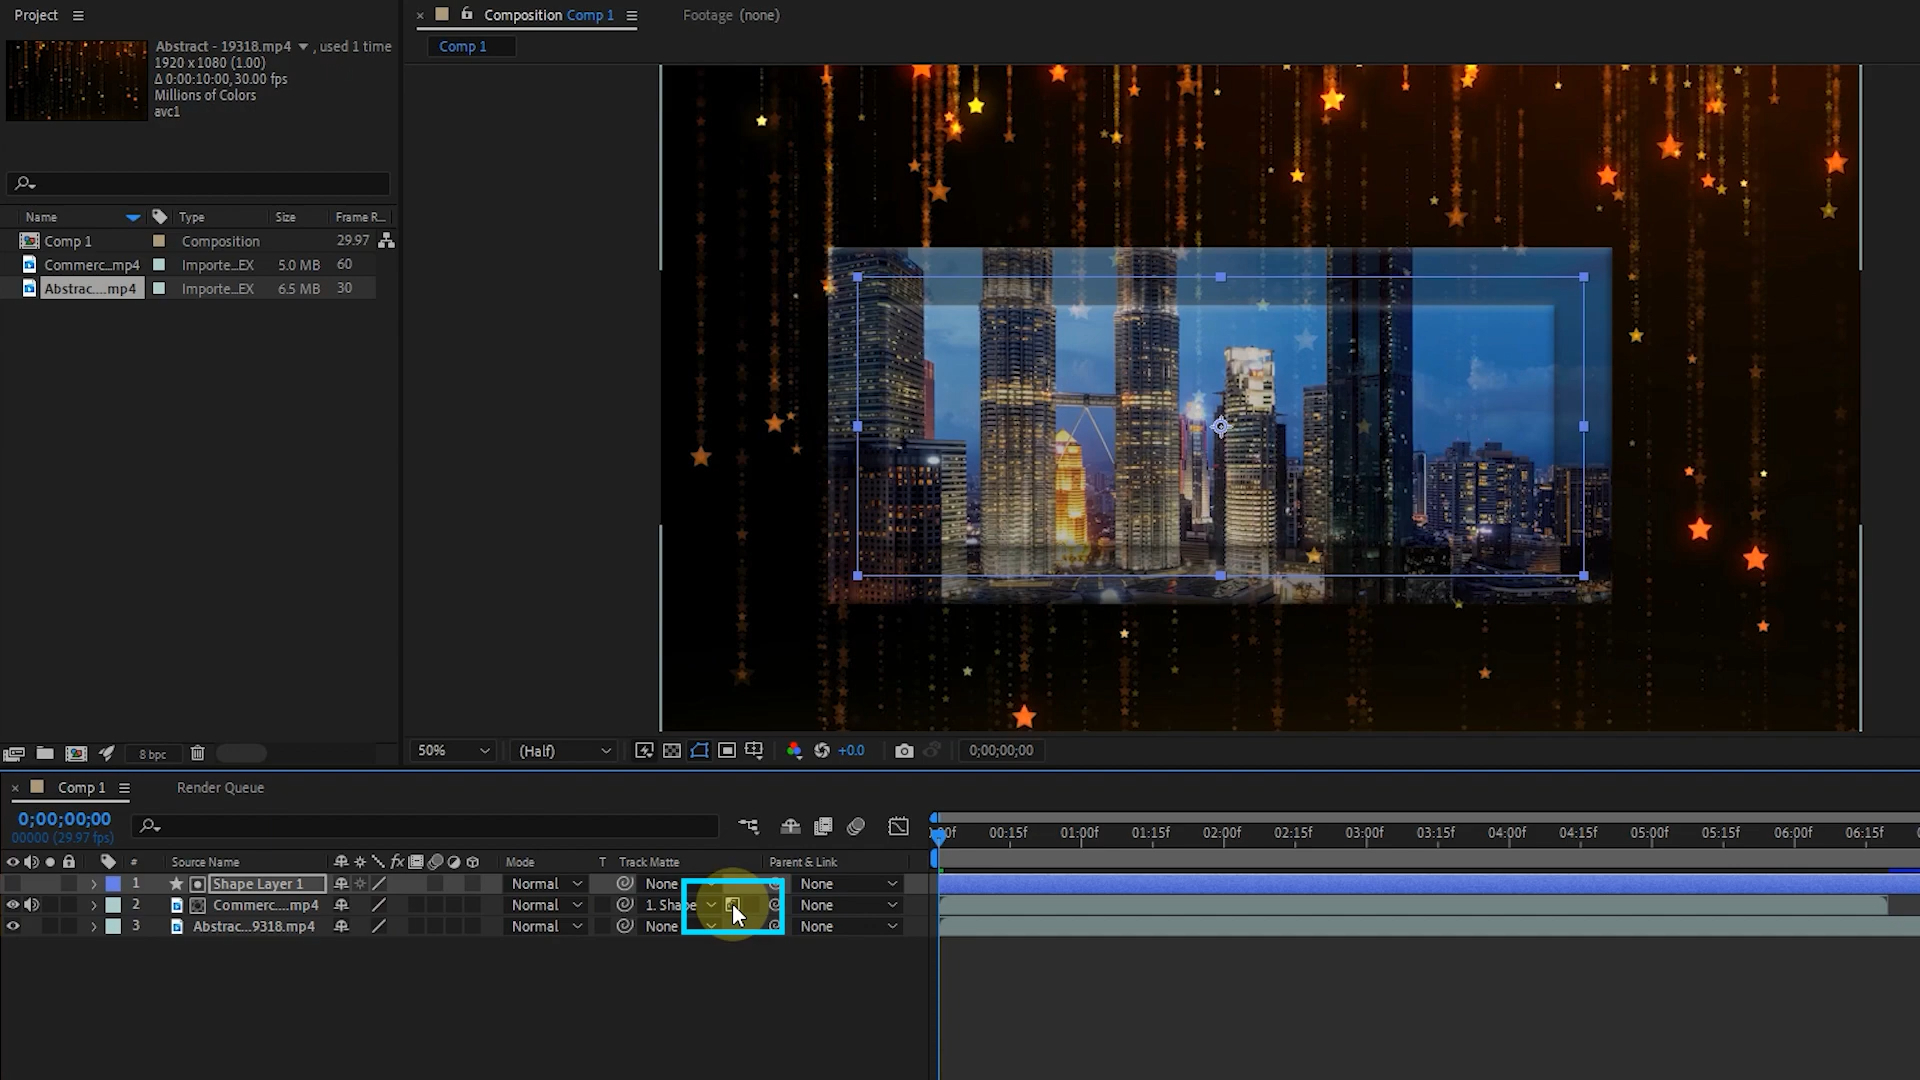 Project
Abstract - 19318.mp4 , used 1 time
1920 x 1080 (1.00)
Δ 0:00:10:00, 30.00 fps
Millions of Colors
avc1
Name Type Size Frame R...
Comp 1 Composition 29.97
Commerc...mp4 Importe...EX 5.0 MB 60
Abstrac....mp4 Importe...EX 6.5 MB 30
8 bpc
Composition Comp 1
Footage (none)
Comp 1
50% (Half) +0.0 0;00;00;00
Comp 1 Render Queue
0;00;00;00
00000 (29.97 fps)
# Source Name fx Mode T Track Matte Parent & Link
1 Shape Layer 1 Normal None None
2 Commerc....mp4 Normal 1. Shape None
3 Abstrac...9318.mp4 Normal None None
:00f 00:15f 01:00f 01:15f 02:00f 02:15f 03:00f 03:15f 04:00f 04:15f 05:00f 05:15f 06:00f 06:15f